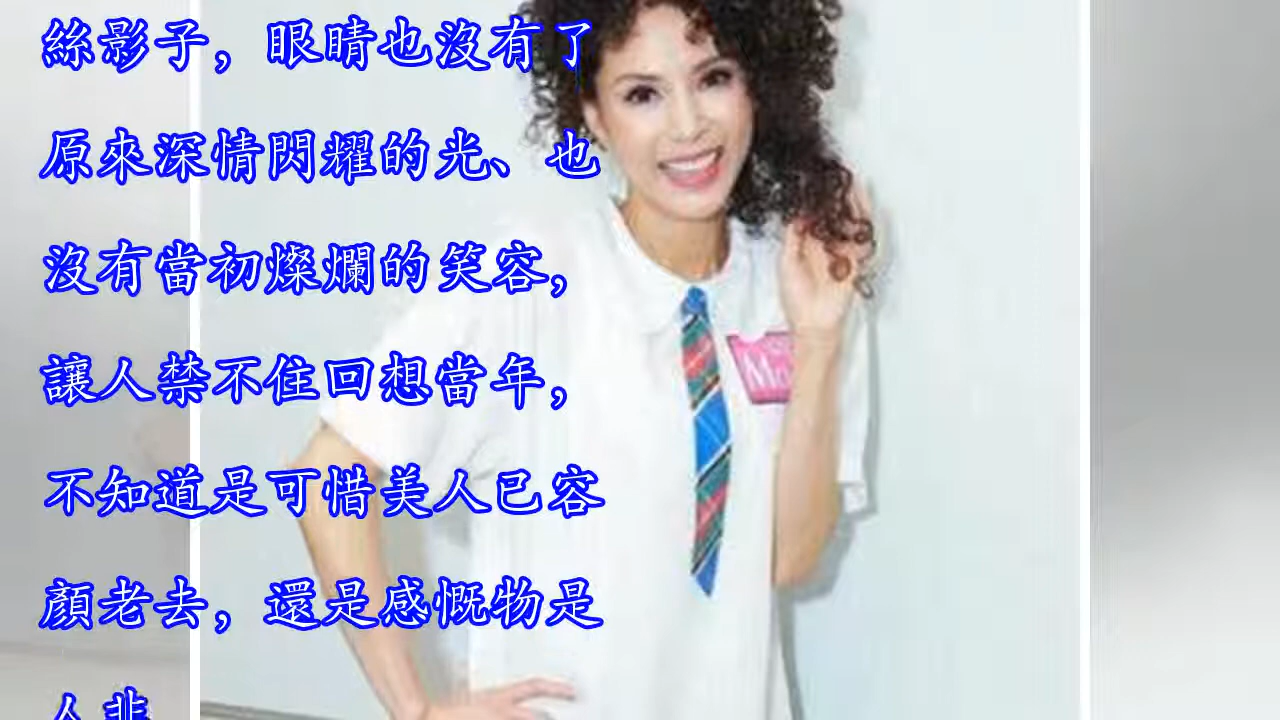 絲影子，眼睛也沒有了
原來深情閃耀的光、也
沒有當初燦爛的笑容，
讓人禁不住回想當年，
不知道是可惜美人已容
顏老去，還是感慨物是
人非